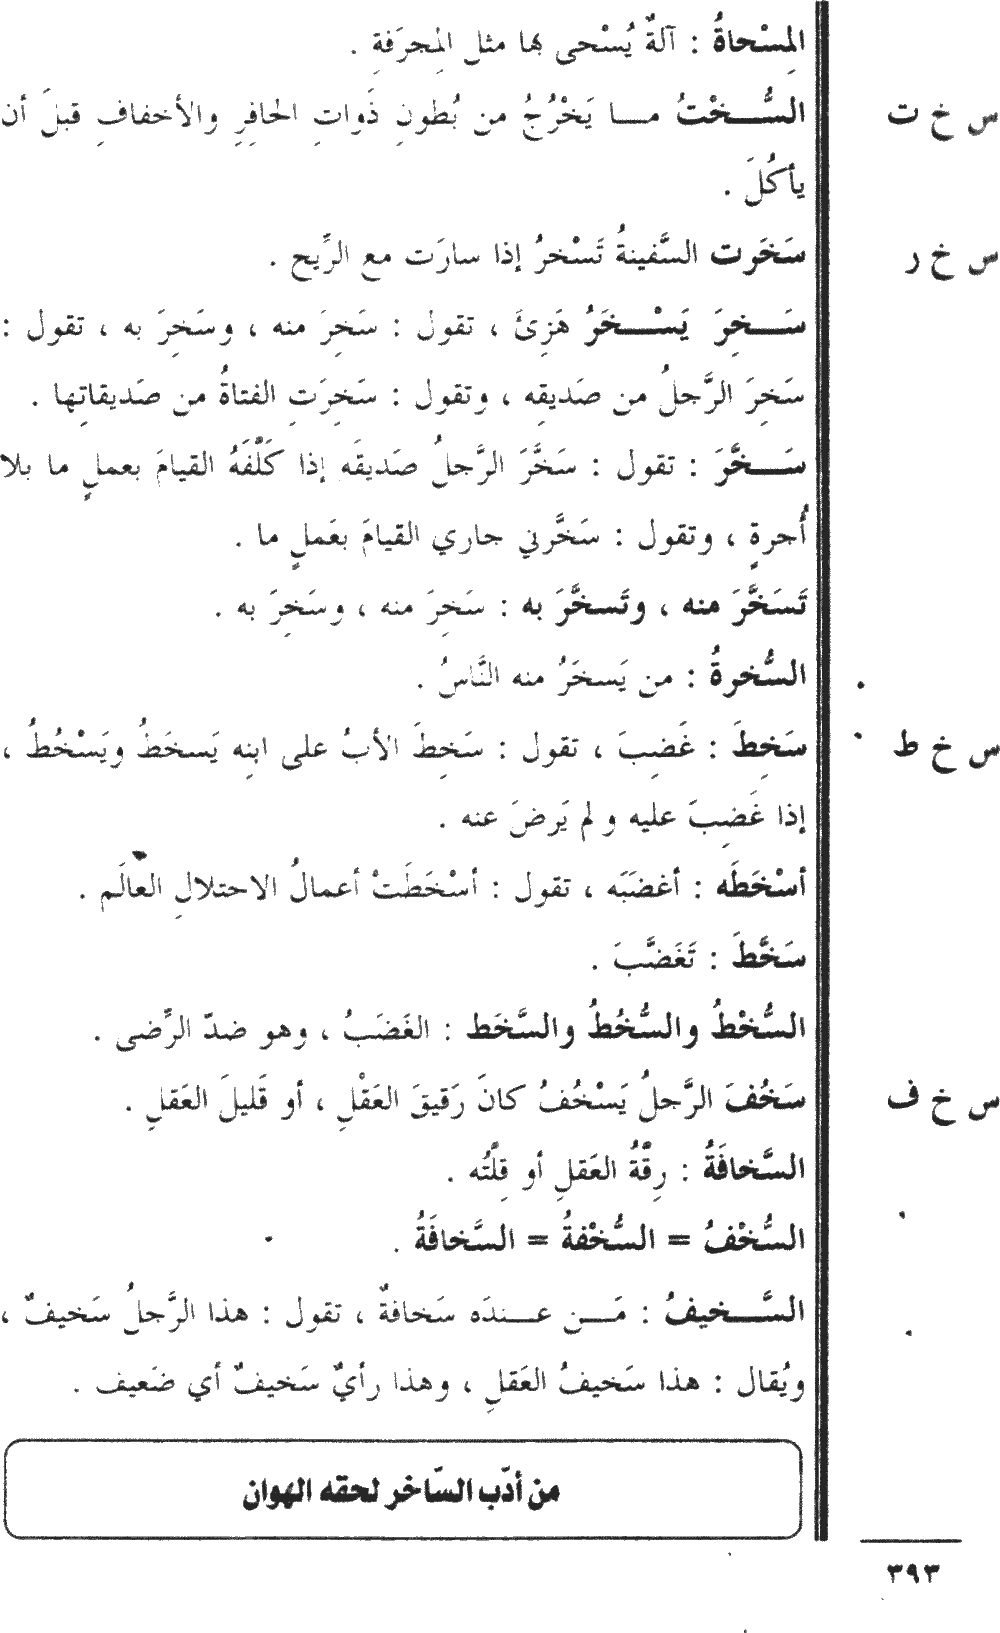 المِسْحاةُ : آلةٌ يُسْحى بها مثل المِجرَفةِ .
س خ ت السُّخْتُ ما يَخْرُجُ من بُطونِ ذَواتِ الحافِرِ والأخفافِ قبلَ أن
يأكُلَ .
س خ ر سَخَرت السَّفينةُ تَسْخرُ إذا سارَت مع الرِّيح .
سَخِرَ يَسْخَرُ هَزِئَ ، تقول : سَخِرَ منه ، وسَخِرَ به ، تقول :
سَخِرَ الرَّجلُ من صَديقِه ، وتقول : سَخِرَتِ الفتاةُ من صَديقاتِها .
سَخَّرَ : تقول : سَخَّرَ الرَّجلُ صَديقَه إذا كَلَّفَهُ القيامَ بعملٍ ما بلا
أُجرةٍ ، وتقول : سَخَّرني جاري القيامَ بعَملٍ ما .
تَسَخَّرَ منه ، وتَسخَّرَ به : سَخِرَ منه ، وسَخِرَ به .
السُّخرةُ : من يَسخَرُ منه النَّاسُ .
س خ ط سَخِطَ : غَضِبَ ، تقول : سَخِطَ الأبُ على ابنِه يَسخَطُ ويَسْخُطُ ،
إذا غَضِبَ عليه و لم يَرضَ عنه .
أسْخَطَه : أغضَبَه ، تقول : أسْخَطَتْ أعمالُ الاحتلالِ العالَم .
سَخَّطَ : تَغَضَّبَ .
السُّخْطُ والسُّخُطُ والسَّخَط : الغَضَبُ ، وهو ضدّ الرِّضى .
س خ ف سَخُفَ الرَّجلُ يَسْخُفُ كانَ رَقيقَ العَقْلِ ، أو قَليلَ العَقلِ .
السَّخافَةُ : رِقَّةُ العَقلِ أو قِلَّتُه .
السُّخْفُ = السُّخْفةُ = السَّخافَةُ .
السَّخيفُ : مَن عندَه سَخافةٌ ، تقول : هذا الرَّجلُ سَخيفٌ ،
ويُقال : هذا سَخيفُ العَقلِ ، وهذا رأيٌ سَخيفٌ أي ضَعيف .
من أدّب السّاخر لحقه الهوان
٣٩٣